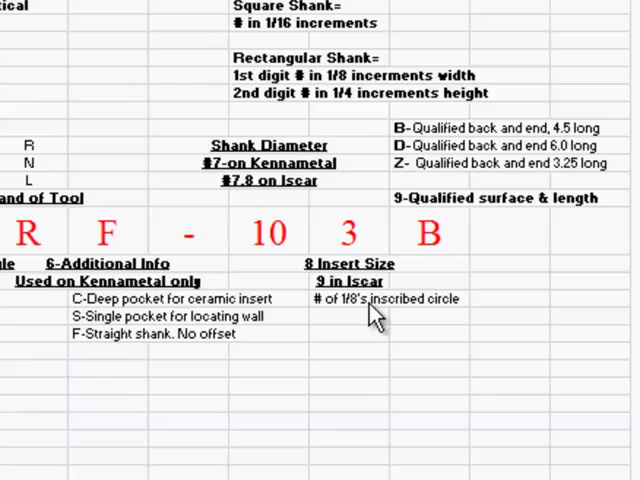 tical
Square Shank=
# in 1/16 increments
Rectangular Shank=
1st digit # in 1/8 incerments width
2nd digit # in 1/4 increments height
B-Qualified back and end, 4.5 long
R
Shank Diameter
D-Qualified back and end 6.0 long
N
#7-on Kennametal
Z- Qualified back and end 3.25 long
L
#7,8 on Iscar
and of Tool
9-Qualified surface & length
R F - 10 3 B
le
6-Additional Info
8 Insert Size
Used on Kennametal only
9 in Iscar
C-Deep pocket for ceramic insert
# of 1/8's inscribed circle
S-Single pocket for locating wall
F-Straight shank. No offset